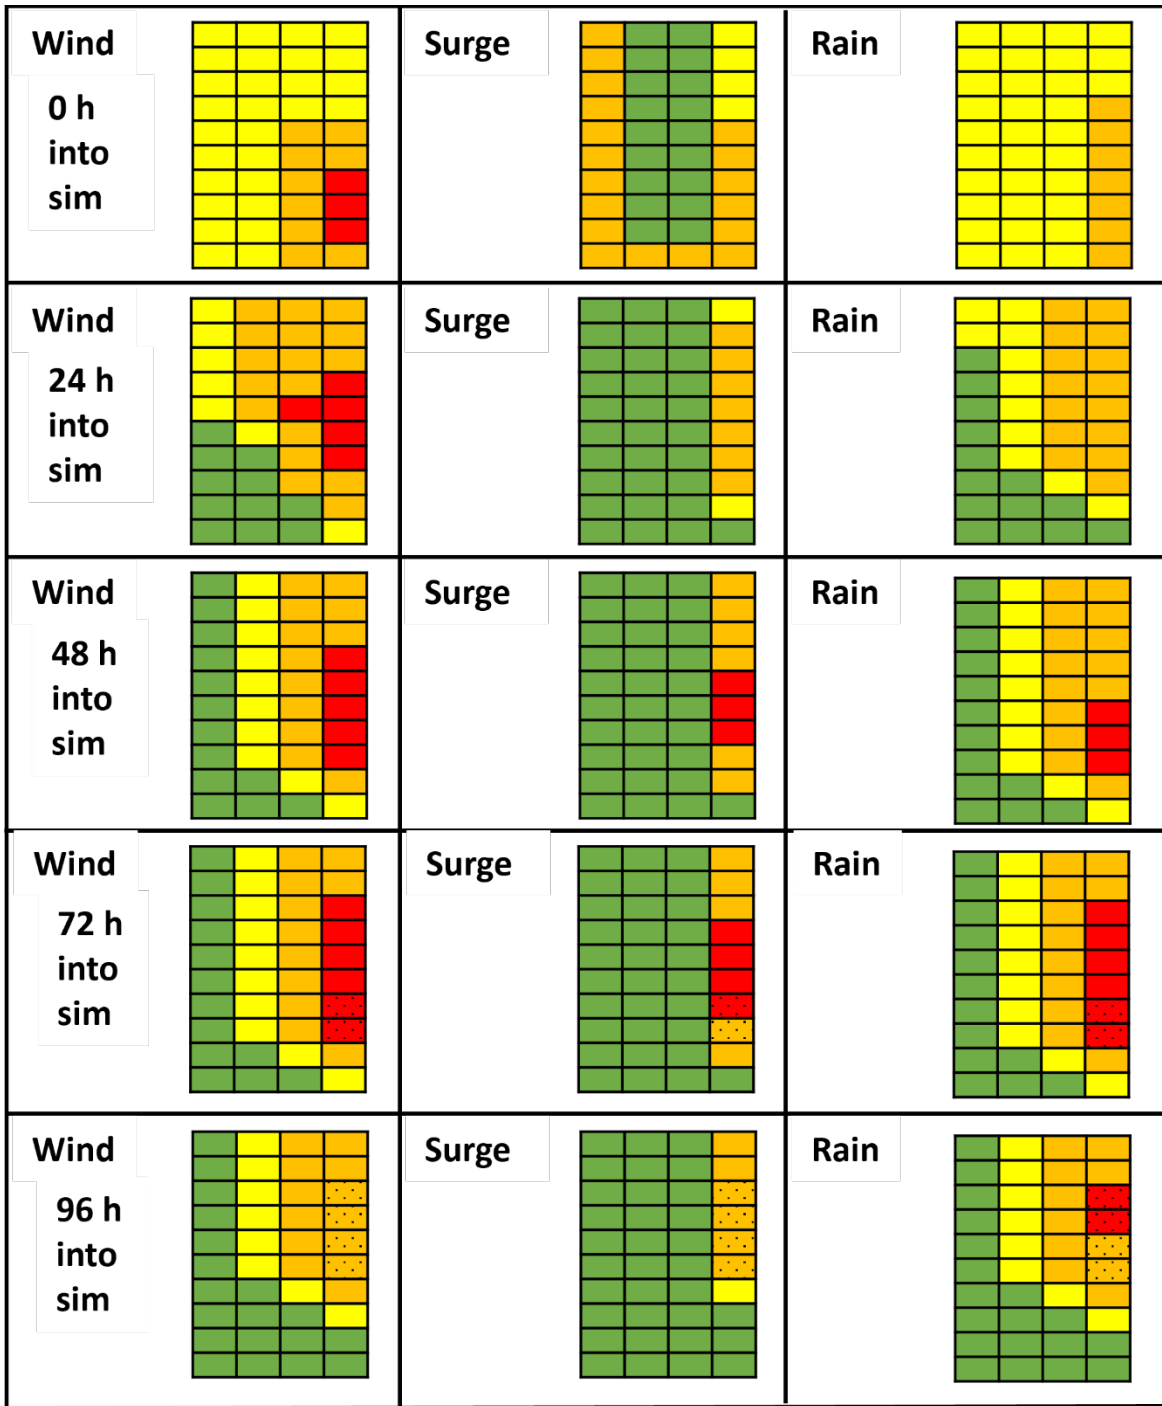 Wind
Surge
Rain
0 h
into
sim
Wind
Surge
Rain
24 h
into
sim
Wind
Surge
Rain
48 h
into
sim
Wind
Surge
Rain
72 h
into
sim
Wind
Surge
Rain
96 h
into
sim